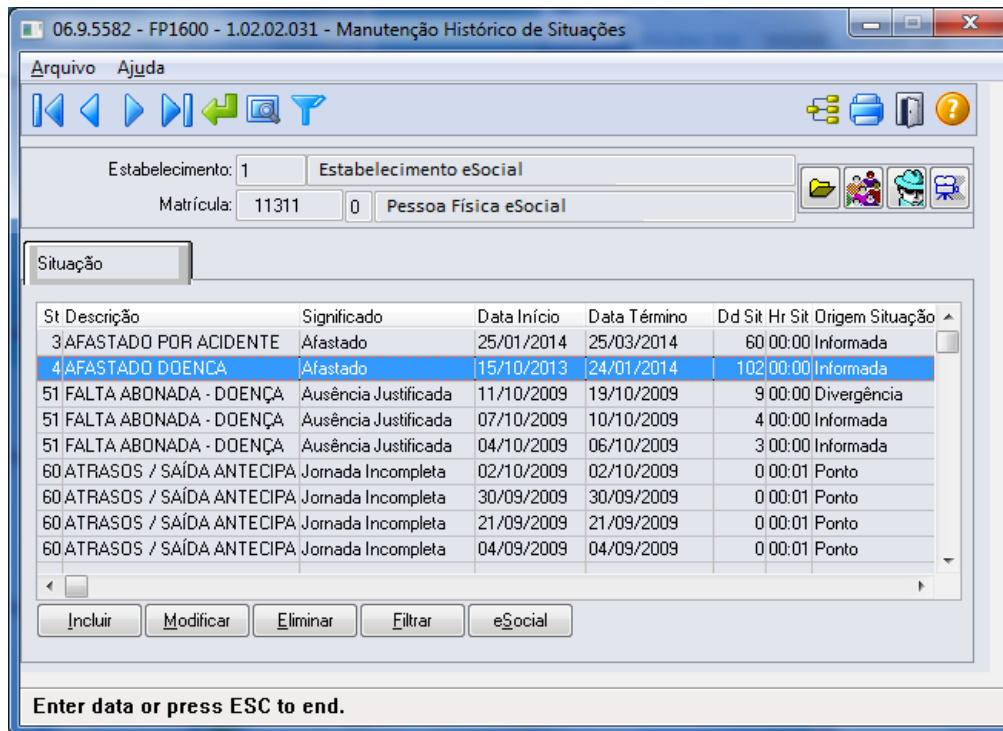 06.9.5582 - FP1600 - 1.02.02.031 - Manutenção Histórico de Situações
Arquivo Ajuda
Estabelecimento: 1 Estabelecimento eSocial
Matrícula: 11311 0 Pessoa Física eSocial
Situação
St Descrição Significado Data Início Data Término Dd Sit Hr Sit Origem Situação
3 AFASTADO POR ACIDENTE Afastado 25/01/2014 25/03/2014 60 00:00 Informada
4 AFASTADO DOENCA Afastado 15/10/2013 24/01/2014 102 00:00 Informada
51 FALTA ABONADA - DOENÇA Ausência Justificada 11/10/2009 19/10/2009 9 00:00 Divergência
51 FALTA ABONADA - DOENÇA Ausência Justificada 07/10/2009 10/10/2009 4 00:00 Informada
51 FALTA ABONADA - DOENÇA Ausência Justificada 04/10/2009 06/10/2009 3 00:00 Informada
60 ATRASOS / SAÍDA ANTECIPA Jornada Incompleta 02/10/2009 02/10/2009 0 00:01 Ponto
60 ATRASOS / SAÍDA ANTECIPA Jornada Incompleta 30/09/2009 30/09/2009 0 00:01 Ponto
60 ATRASOS / SAÍDA ANTECIPA Jornada Incompleta 21/09/2009 21/09/2009 0 00:01 Ponto
60 ATRASOS / SAÍDA ANTECIPA Jornada Incompleta 04/09/2009 04/09/2009 0 00:01 Ponto
Incluir Modificar Eliminar Filtrar eSocial
Enter data or press ESC to end.